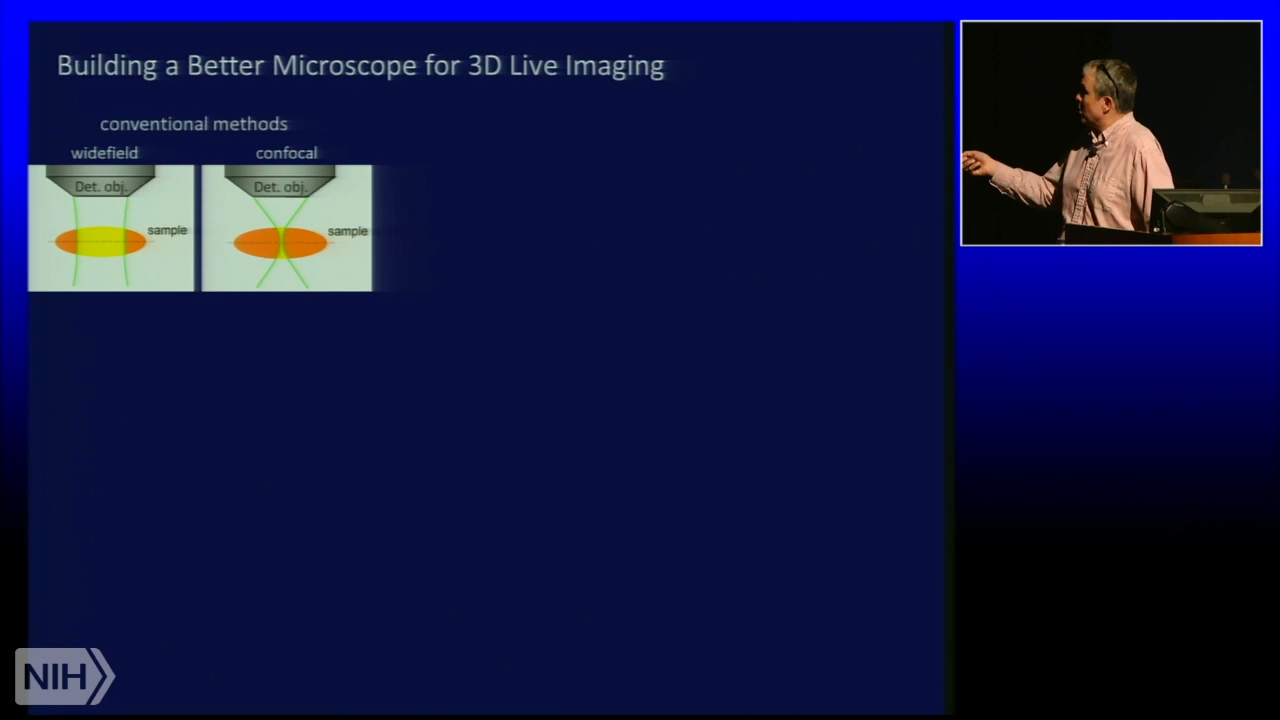 Building a Better Microscope for 3D Live Imaging
conventional methods
widefield
confocal
Det. obj.
sample
Det. obj.
sample
NIH